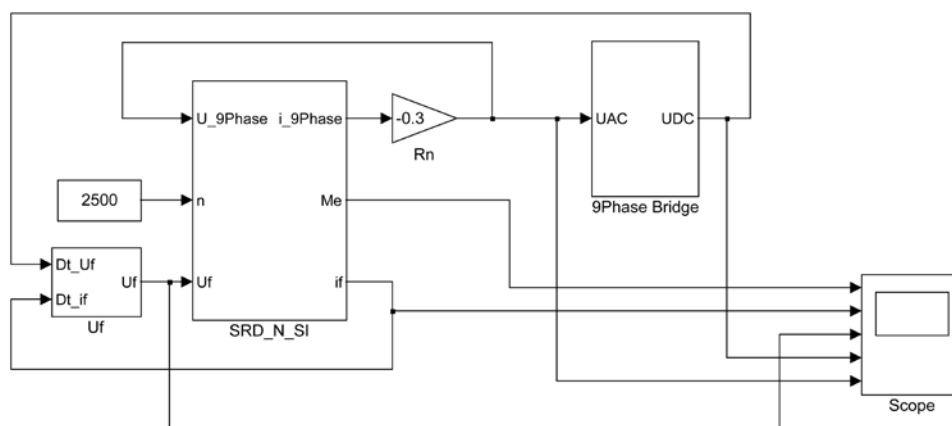 U_9Phase
i_9Phase
-0.3
Rn
UAC
UDC
9Phase Bridge
2500
n
Me
Dt_Uf
Dt_if
Uf
Uf
Uf
if
SRD_N_SI
Scope